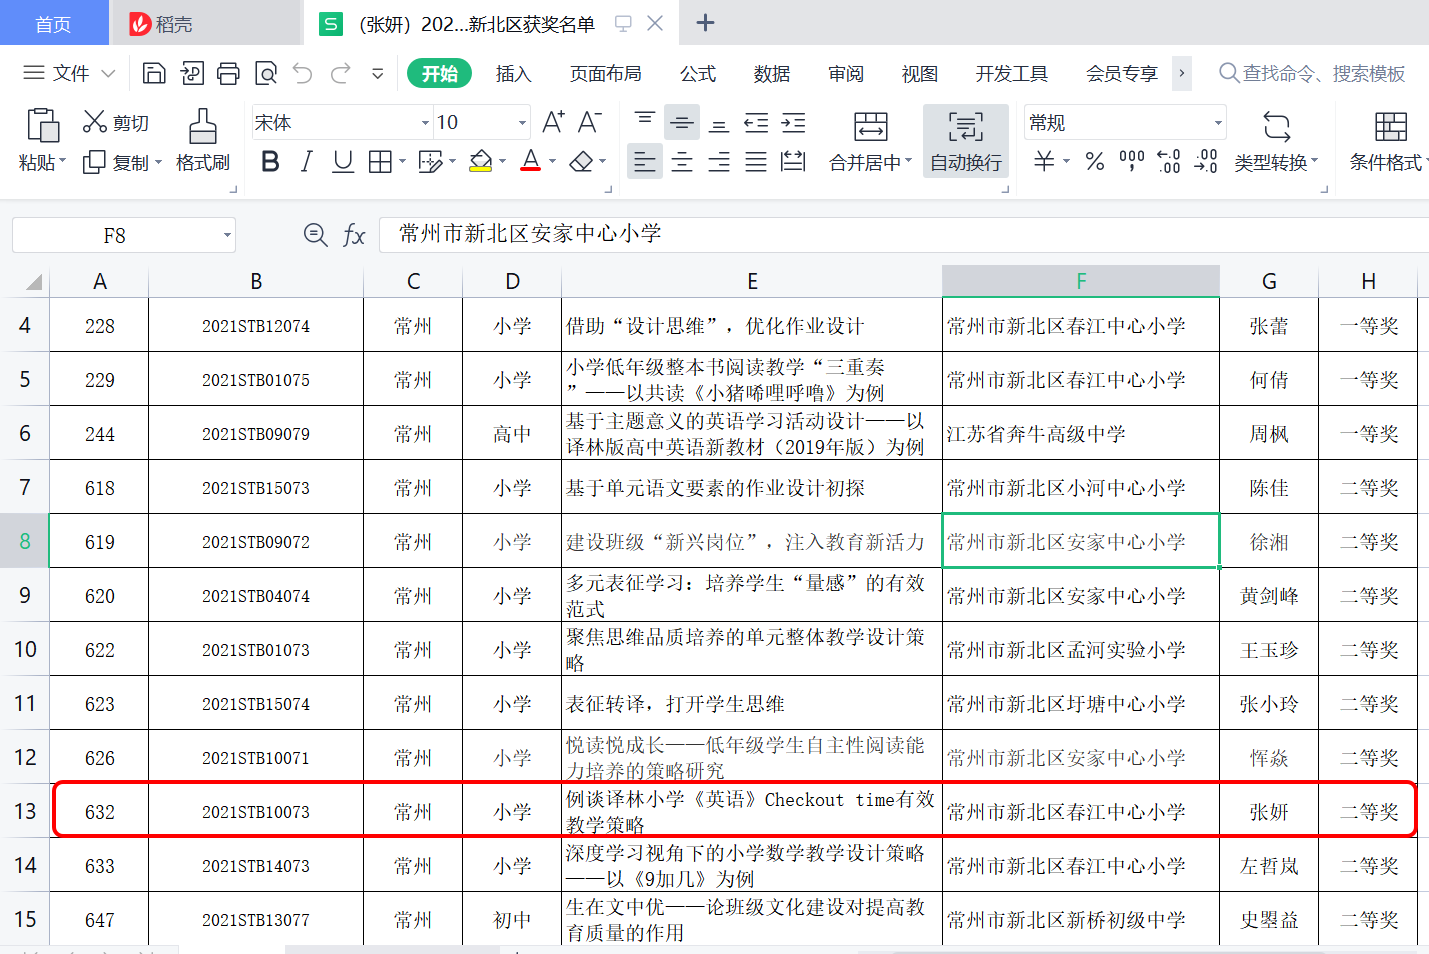 首页 稻壳 （张妍）202...新北区获奖名单
文件 开始 插入 页面布局 公式 数据 审阅 视图 开发工具 会员专享 查找命令、搜索模板
粘贴 剪切 复制 格式刷 宋体 10 A+ A- B I U A 合并居中 自动换行 常规 ¥ % 000 .00 .00 类型转换 条件格式
F8 fx 常州市新北区安家中心小学
A B C D E F G H
4 228 2021STB12074 常州 小学 借助“设计思维”，优化作业设计 常州市新北区春江中心小学 张蕾 一等奖
5 229 2021STB01075 常州 小学 小学低年级整本书阅读教学“三重奏
”——以共读《小猪唏哩呼噜》为例 常州市新北区春江中心小学 何倩 一等奖
6 244 2021STB09079 常州 高中 基于主题意义的英语学习活动设计——以
译林版高中英语新教材（2019年版）为例 江苏省奔牛高级中学 周枫 一等奖
7 618 2021STB15073 常州 小学 基于单元语文要素的作业设计初探 常州市新北区小河中心小学 陈佳 二等奖
8 619 2021STB09072 常州 小学 建设班级“新兴岗位”，注入教育新活力 常州市新北区安家中心小学 徐湘 二等奖
9 620 2021STB04074 常州 小学 多元表征学习：培养学生“量感”的有效
范式 常州市新北区安家中心小学 黄剑峰 二等奖
10 622 2021STB01073 常州 小学 聚焦思维品质培养的单元整体教学设计策
略 常州市新北区孟河实验小学 王玉珍 二等奖
11 623 2021STB15074 常州 小学 表征转译，打开学生思维 常州市新北区圩塘中心小学 张小玲 二等奖
12 626 2021STB10071 常州 小学 悦读悦成长——低年级学生自主性阅读能
力培养的策略研究 常州市新北区安家中心小学 恽焱 二等奖
13 632 2021STB10073 常州 小学 例谈译林小学《英语》Checkout time有效
教学策略 常州市新北区春江中心小学 张妍 二等奖
14 633 2021STB14073 常州 小学 深度学习视角下的小学数学教学设计策略
——以《9加几》为例 常州市新北区春江中心小学 左哲岚 二等奖
15 647 2021STB13077 常州 初中 生在文中优——论班级文化建设对提高教
育质量的作用 常州市新北区新桥初级中学 史曌益 二等奖